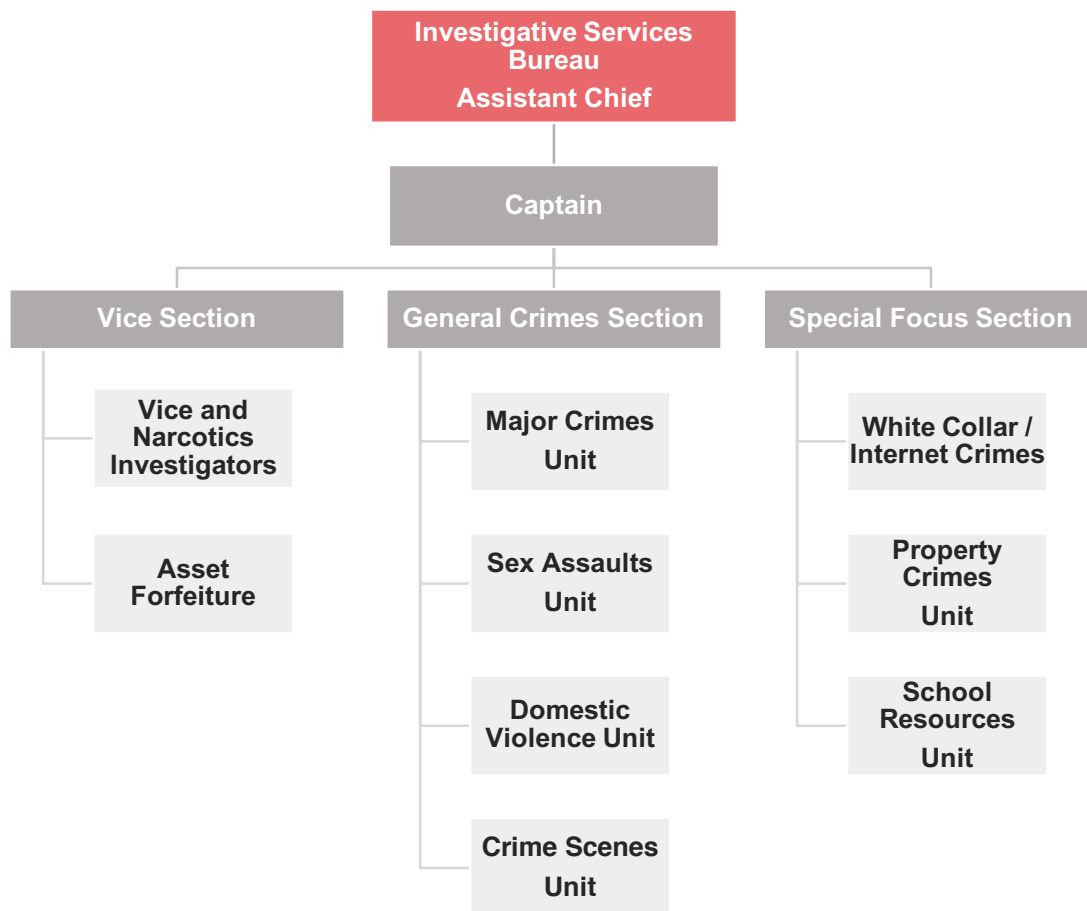 Investigative Services
Bureau
Assistant Chief
Captain
Vice Section
General Crimes Section
Special Focus Section
Vice and
Narcotics
Investigators
Asset
Forfeiture
Major Crimes
Unit
Sex Assaults
Unit
Domestic
Violence Unit
Crime Scenes
Unit
White Collar /
Internet Crimes
Property
Crimes
Unit
School
Resources
Unit